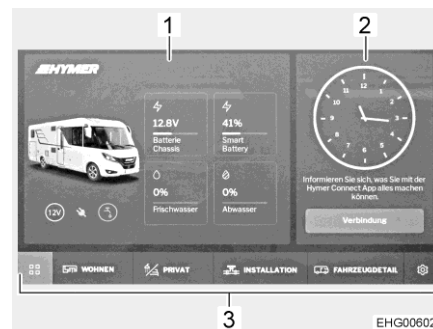 1
2
HYMER
12.8V
Batterie
Chassis
41%
Smart
Battery
0%
Frischwasser
0%
Abwasser
12V
12
1
2
3
4
5
6
7
8
9
10
11
Informieren Sie sich, was Sie mit der
Hymer Connect App alles machen
können.
Verbindung
WOHNEN
PRIVAT
INSTALLATION
FAHRZEUGDETAIL
3
EHG00602